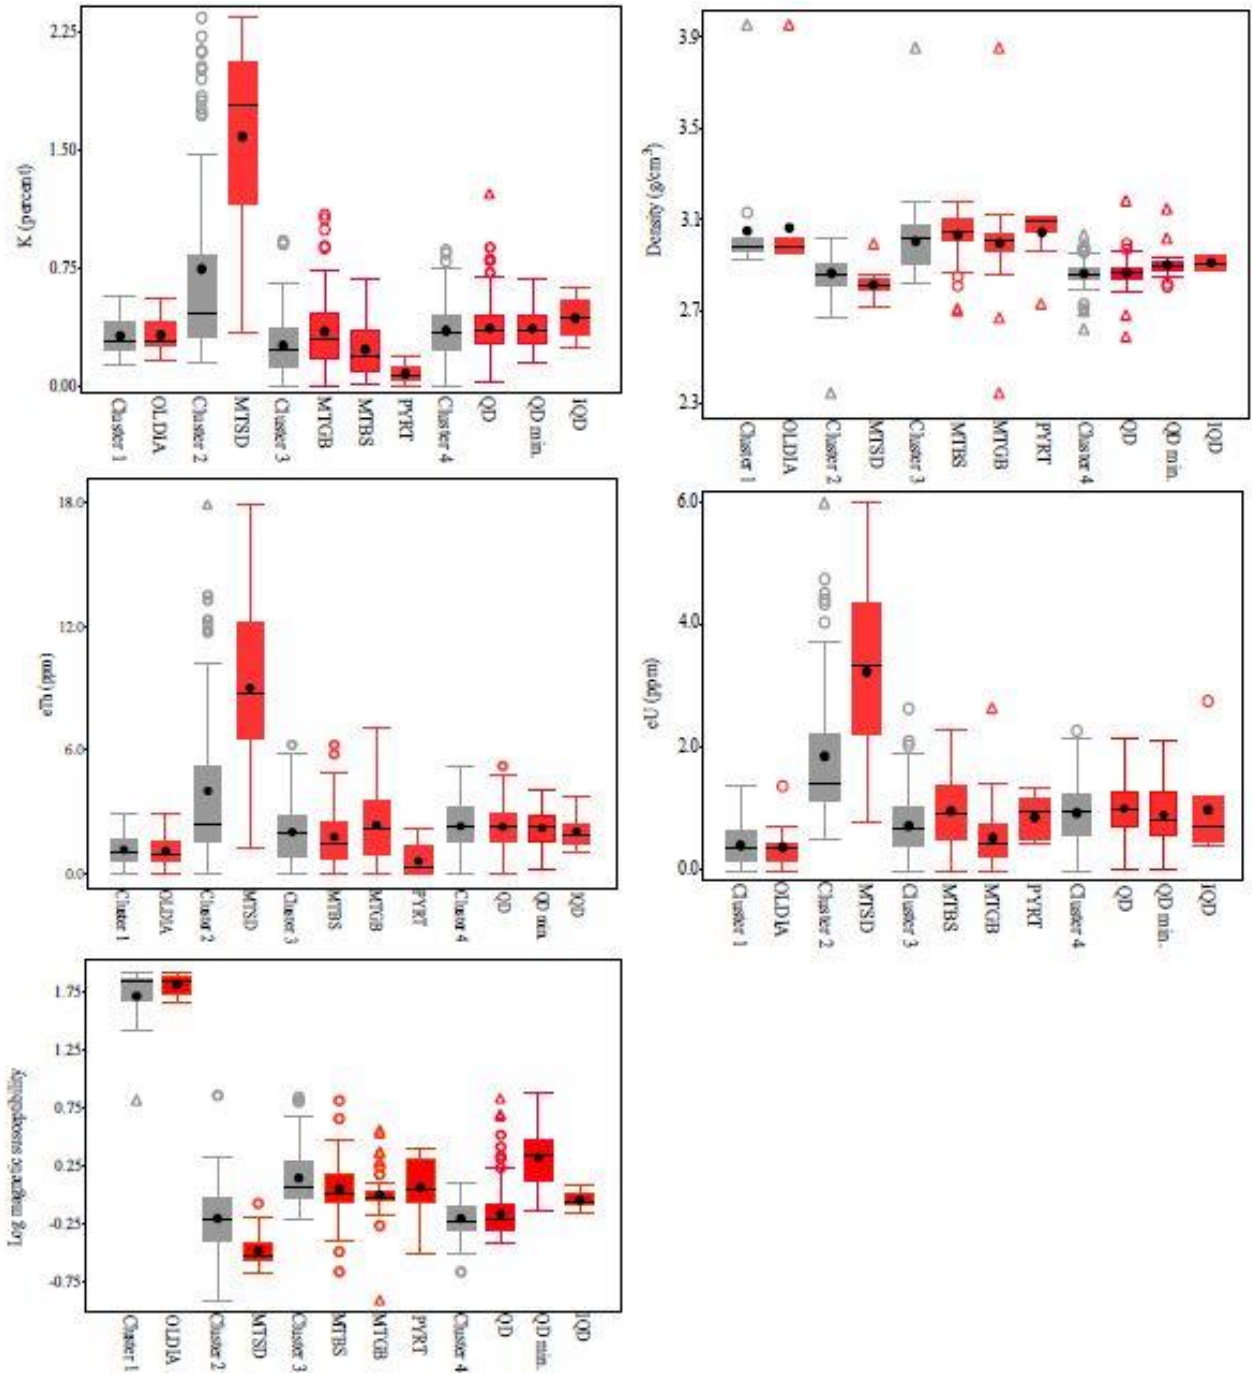 2.25
1.50
0.75
0.00
K (percent)
Cluster 1
OLDIA
Cluster 2
MTSD
Cluster 3
MTGB
MTBS
PYRT
Cluster 4
QD
QD min.
IQD
3.9
3.5
3.1
2.7
2.3
Density (g/cm³)
Cluster 1
OLDIA
Cluster 2
MTSD
Cluster 3
MTBS
MTGB
PYRT
Cluster 4
QD
QD min.
IQD
18.0
12.0
6.0
0.0
eTh (ppm)
Cluster 1
OLDIA
Cluster 2
MTSD
Cluster 3
MTBS
MTGB
PYRT
Cluster 4
QD
QD min.
IQD
6.0
4.0
2.0
0.0
eU (ppm)
Cluster 1
OLDIA
Cluster 2
MTSD
Cluster 3
MTBS
MTGB
PYRT
Cluster 4
QD
QD min.
IQD
1.75
1.25
0.75
0.25
-0.25
-0.75
Log magnetic susceptibility
Cluster 1
OLDIA
Cluster 2
MTSD
Cluster 3
MTBS
MTGB
PYRT
Cluster 4
QD
QD min.
IQD